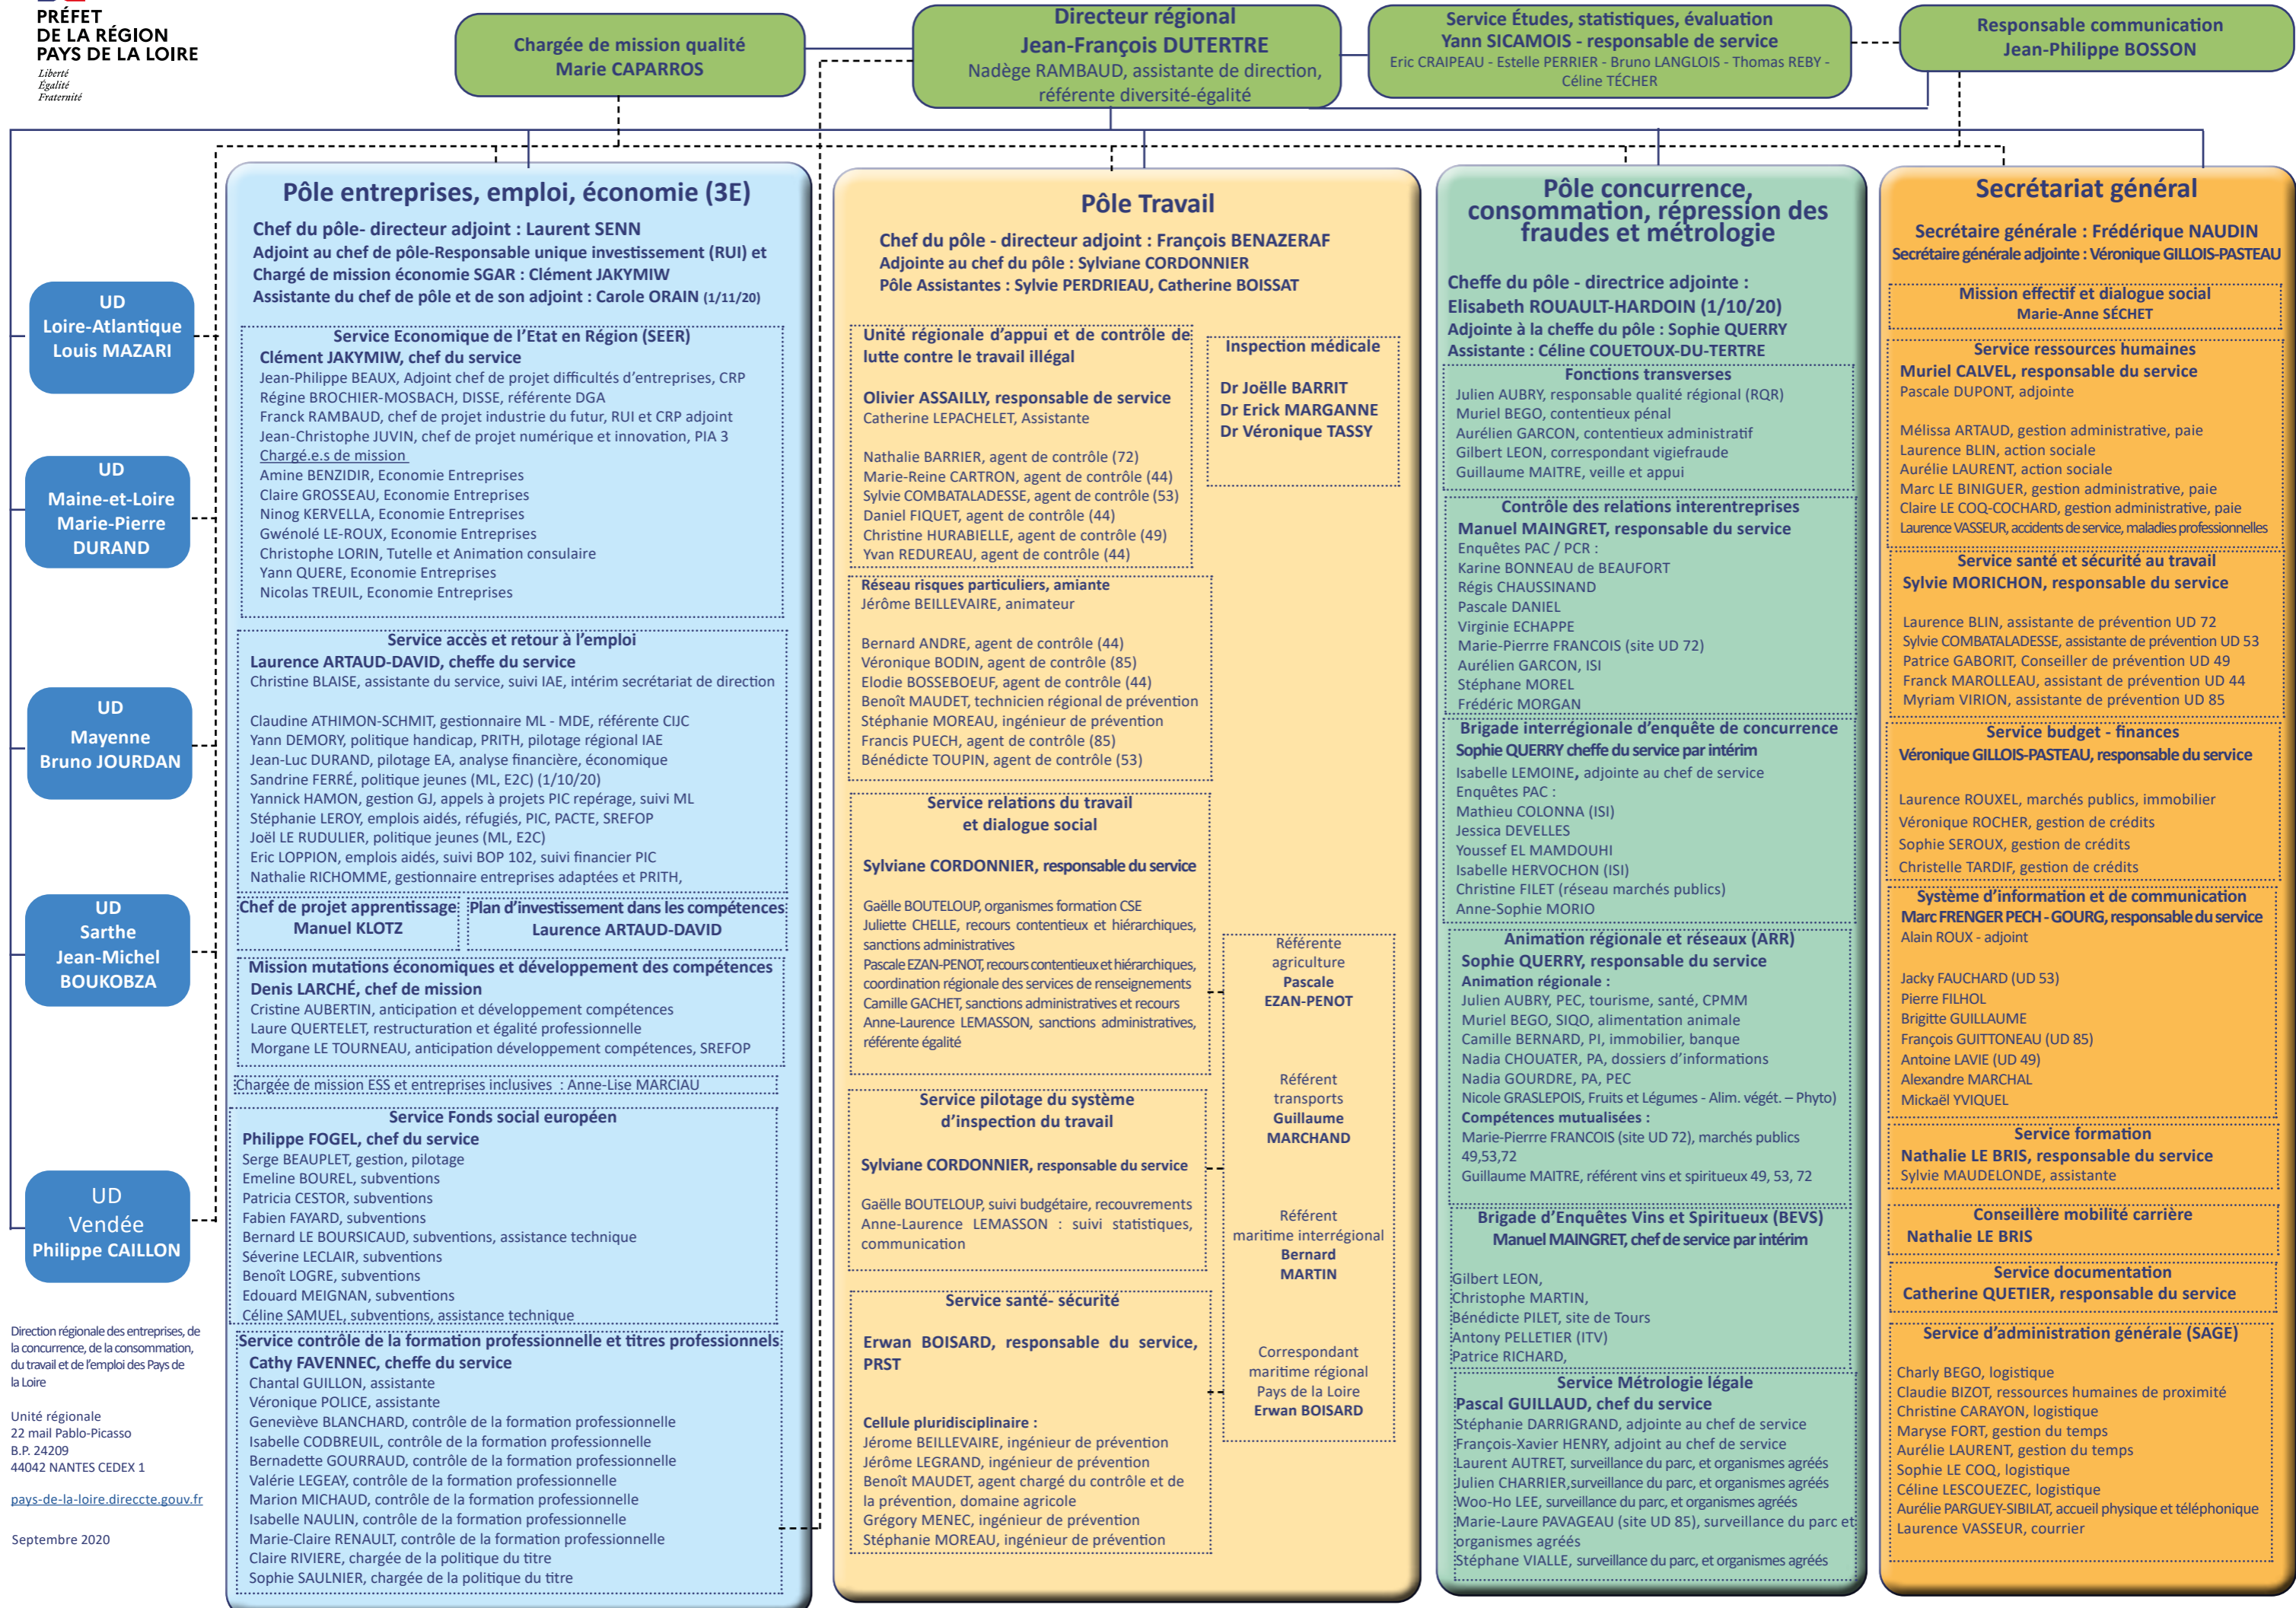 PRÉFET
DE LA RÉGION
PAYS DE LA LOIRE
Liberté
Égalité
Fraternité
Chargée de mission qualité
Marie CAPARROS
Directeur régional
Jean-François DUTERTRE
Nadège RAMBAUD, assistante de direction,
référente diversité-égalité
Service Études, statistiques, évaluation
Yann SICAMOIS - responsable de service
Eric CRAIPEAU - Estelle PERRIER - Bruno LANGLOIS - Thomas REBY -
Céline TÉCHER
Responsable communication
Jean-Philippe BOSSON
UD
Loire-Atlantique
Louis MAZARI
UD
Maine-et-Loire
Marie-Pierre
DURAND
UD
Mayenne
Bruno JOURDAN
UD
Sarthe
Jean-Michel
BOUKOBZA
UD
Vendée
Philippe CAILLON
Direction régionale des entreprises, de
la concurrence, de la consommation,
du travail et de l'emploi des Pays de
la Loire
Unité régionale
22 mail Pablo-Picasso
B.P. 24209
44042 NANTES CEDEX 1
pays-de-la-loire.direccte.gouv.fr
Septembre 2020
Pôle entreprises, emploi, économie (3E)
Chef du pôle- directeur adjoint : Laurent SENN
Adjoint au chef de pôle-Responsable unique investissement (RUI) et
Chargé de mission économie SGAR : Clément JAKYMIW
Assistante du chef de pôle et de son adjoint : Carole ORAIN (1/11/20)
Service Economique de l'Etat en Région (SEER)
Clément JAKYMIW, chef du service
Jean-Philippe BEAUX, Adjoint chef de projet difficultés d'entreprises, CRP
Régine BROCHIER-MOSBACH, DISSE, référente DGA
Franck RAMBAUD, chef de projet industrie du futur, RUI et CRP adjoint
Jean-Christophe JUVIN, chef de projet numérique et innovation, PIA 3
Chargé.e.s de mission
Amine BENZIDIR, Economie Entreprises
Claire GROSSEAU, Economie Entreprises
Ninog KERVELLA, Economie Entreprises
Gwénolé LE-ROUX, Economie Entreprises
Christophe LORIN, Tutelle et Animation consulaire
Yann QUERE, Economie Entreprises
Nicolas TREUIL, Economie Entreprises
Service accès et retour à l'emploi
Laurence ARTAUD-DAVID, cheffe du service
Christine BLAISE, assistante du service, suivi IAE, intérim secrétariat de direction
Claudine ATHIMON-SCHMIT, gestionnaire ML - MDE, référente CIJC
Yann DEMORY, politique handicap, PRITH, pilotage régional IAE
Jean-Luc DURAND, pilotage EA, analyse financière, économique
Sandrine FERRÉ, politique jeunes (ML, E2C) (1/10/20)
Yannick HAMON, gestion GJ, appels à projets PIC repérage, suivi ML
Stéphanie LEROY, emplois aidés, réfugiés, PIC, PACTE, SREFOP
Joël LE RUDULIER, politique jeunes (ML, E2C)
Eric LOPPION, emplois aidés, suivi BOP 102, suivi financier PIC
Nathalie RICHOMME, gestionnaire entreprises adaptées et PRITH,
Chef de projet apprentissage
Manuel KLOTZ
Plan d'investissement dans les compétences
Laurence ARTAUD-DAVID
Mission mutations économiques et développement des compétences
Denis LARCHÉ, chef de mission
Cristine AUBERTIN, anticipation et développement compétences
Laure QUERTELET, restructuration et égalité professionnelle
Morgane LE TOURNEAU, anticipation développement compétences, SREFOP
Chargée de mission ESS et entreprises inclusives : Anne-Lise MARCIAU
Service Fonds social européen
Philippe FOGEL, chef du service
Serge BEAUPLET, gestion, pilotage
Emeline BOUREL, subventions
Patricia CESTOR, subventions
Fabien FAYARD, subventions
Bernard LE BOURSICAUD, subventions, assistance technique
Séverine LECLAIR, subventions
Benoît LOGRE, subventions
Edouard MEIGNAN, subventions
Céline SAMUEL, subventions, assistance technique
Service contrôle de la formation professionnelle et titres professionnels
Cathy FAVENNEC, cheffe du service
Chantal GUILLON, assistante
Véronique POLICE, assistante
Geneviève BLANCHARD, contrôle de la formation professionnelle
Isabelle CODBREUIL, contrôle de la formation professionnelle
Bernadette GOURRAUD, contrôle de la formation professionnelle
Valérie LEGEAY, contrôle de la formation professionnelle
Marion MICHAUD, contrôle de la formation professionnelle
Isabelle NAULIN, contrôle de la formation professionnelle
Marie-Claire RENAULT, contrôle de la formation professionnelle
Claire RIVIERE, chargée de la politique du titre
Sophie SAULNIER, chargée de la politique du titre
Pôle Travail
Chef du pôle - directeur adjoint : François BENAZERAF
Adjointe au chef du pôle : Sylviane CORDONNIER
Pôle Assistantes : Sylvie PERDRIEAU, Catherine BOISSAT
Unité régionale d'appui et de contrôle de
lutte contre le travail illégal
Olivier ASSAILLY, responsable de service
Catherine LEPACHELET, Assistante
Nathalie BARRIER, agent de contrôle (72)
Marie-Reine CARTRON, agent de contrôle (44)
Sylvie COMBATALADESSE, agent de contrôle (53)
Daniel FIQUET, agent de contrôle (44)
Christine HURABIELLE, agent de contrôle (49)
Yvan REDUREAU, agent de contrôle (44)
Inspection médicale
Dr Joëlle BARRIT
Dr Erick MARGANNE
Dr Véronique TASSY
Réseau risques particuliers, amiante
Jérôme BEILLEVAIRE, animateur
Bernard ANDRE, agent de contrôle (44)
Véronique BODIN, agent de contrôle (85)
Elodie BOSSEBOEUF, agent de contrôle (44)
Benoît MAUDET, technicien régional de prévention
Stéphanie MOREAU, ingénieur de prévention
Francis PUECH, agent de contrôle (85)
Bénédicte TOUPIN, agent de contrôle (53)
Service relations du travail
et dialogue social
Sylviane CORDONNIER, responsable du service
Gaëlle BOUTELOUP, organismes formation CSE
Juliette CHELLE, recours contentieux et hiérarchiques,
sanctions administratives
Pascale EZAN-PENOT, recours contentieux et hiérarchiques,
coordination régionale des services de renseignements
Camille GACHET, sanctions administratives et recours
Anne-Laurence LEMASSON, sanctions administratives,
référente égalité
Service pilotage du système
d'inspection du travail
Sylviane CORDONNIER, responsable du service
Gaëlle BOUTELOUP, suivi budgétaire, recouvrements
Anne-Laurence LEMASSON : suivi statistiques,
communication
Service santé- sécurité
Erwan BOISARD, responsable du service,
PRST
Cellule pluridisciplinaire :
Jérome BEILLEVAIRE, ingénieur de prévention
Jérôme LEGRAND, ingénieur de prévention
Benoît MAUDET, agent chargé du contrôle et de
la prévention, domaine agricole
Grégory MENEC, ingénieur de prévention
Stéphanie MOREAU, ingénieur de prévention
Référente
agriculture
Pascale
EZAN-PENOT
Référent
transports
Guillaume
MARCHAND
Référent
maritime interrégional
Bernard
MARTIN
Correspondant
maritime régional
Pays de la Loire
Erwan BOISARD
Pôle concurrence,
consommation, répression des
fraudes et métrologie
Cheffe du pôle - directrice adjointe :
Elisabeth ROUAULT-HARDOIN (1/10/20)
Adjointe à la cheffe du pôle : Sophie QUERRY
Assistante : Céline COUETOUX-DU-TERTRE
Fonctions transverses
Julien AUBRY, responsable qualité régional (RQR)
Muriel BEGO, contentieux pénal
Aurélien GARCON, contentieux administratif
Gilbert LEON, correspondant vigiefraude
Guillaume MAITRE, veille et appui
Contrôle des relations interentreprises
Manuel MAINGRET, responsable du service
Enquêtes PAC / PCR :
Karine BONNEAU de BEAUFORT
Régis CHAUSSINAND
Pascale DANIEL
Virginie ECHAPPE
Marie-Pierrre FRANCOIS (site UD 72)
Aurélien GARCON, ISI
Stéphane MOREL
Frédéric MORGAN
Brigade interrégionale d'enquête de concurrence
Sophie QUERRY cheffe du service par intérim
Isabelle LEMOINE, adjointe au chef de service
Enquêtes PAC :
Mathieu COLONNA (ISI)
Jessica DEVELLES
Youssef EL MAMDOUHI
Isabelle HERVOCHON (ISI)
Christine FILET (réseau marchés publics)
Anne-Sophie MORIO
Animation régionale et réseaux (ARR)
Sophie QUERRY, responsable du service
Animation régionale :
Julien AUBRY, PEC, tourisme, santé, CPMM
Muriel BEGO, SIQO, alimentation animale
Camille BERNARD, PI, immobilier, banque
Nadia CHOUATER, PA, dossiers d'informations
Nadia GOURDRE, PA, PEC
Nicole GRASLEPOIS, Fruits et Légumes - Alim. végét. – Phyto)
Compétences mutualisées :
Marie-Pierrre FRANCOIS (site UD 72), marchés publics
49,53,72
Guillaume MAITRE, référent vins et spiritueux 49, 53, 72
Brigade d'Enquêtes Vins et Spiritueux (BEVS)
Manuel MAINGRET, chef de service par intérim
Gilbert LEON,
Christophe MARTIN,
Bénédicte PILET, site de Tours
Antony PELLETIER (ITV)
Patrice RICHARD,
Service Métrologie légale
Pascal GUILLAUD, chef du service
Stéphanie DARRIGRAND, adjointe au chef de service
François-Xavier HENRY, adjoint au chef de service
Laurent AUTRET, surveillance du parc, et organismes agréés
Julien CHARRIER,surveillance du parc, et organismes agréés
Woo-Ho LEE, surveillance du parc, et organismes agréés
Marie-Laure PAVAGEAU (site UD 85), surveillance du parc et
organismes agréés
Stéphane VIALLE, surveillance du parc, et organismes agréés
Secrétariat général
Secrétaire générale : Frédérique NAUDIN
Secrétaire générale adjointe : Véronique GILLOIS-PASTEAU
Mission effectif et dialogue social
Marie-Anne SÉCHET
Service ressources humaines
Muriel CALVEL, responsable du service
Pascale DUPONT, adjointe
Mélissa ARTAUD, gestion administrative, paie
Laurence BLIN, action sociale
Aurélie LAURENT, action sociale
Marc LE BINIGUER, gestion administrative, paie
Claire LE COQ-COCHARD, gestion administrative, paie
Laurence VASSEUR, accidents de service, maladies professionnelles
Service santé et sécurité au travail
Sylvie MORICHON, responsable du service
Laurence BLIN, assistante de prévention UD 72
Sylvie COMBATALADESSE, assistante de prévention UD 53
Patrice GABORIT, Conseiller de prévention UD 49
Franck MAROLLEAU, assistant de prévention UD 44
Myriam VIRION, assistante de prévention UD 85
Service budget - finances
Véronique GILLOIS-PASTEAU, responsable du service
Laurence ROUXEL, marchés publics, immobilier
Véronique ROCHER, gestion de crédits
Sophie SEROUX, gestion de crédits
Christelle TARDIF, gestion de crédits
Système d'information et de communication
Marc FRENGER PECH - GOURG, responsable du service
Alain ROUX - adjoint
Jacky FAUCHARD (UD 53)
Pierre FILHOL
Brigitte GUILLAUME
François GUITTONEAU (UD 85)
Antoine LAVIE (UD 49)
Alexandre MARCHAL
Mickaël YVIQUEL
Service formation
Nathalie LE BRIS, responsable du service
Sylvie MAUDELONDE, assistante
Conseillère mobilité carrière
Nathalie LE BRIS
Service documentation
Catherine QUETIER, responsable du service
Service d'administration générale (SAGE)
Charly BEGO, logistique
Claudie BIZOT, ressources humaines de proximité
Christine CARAYON, logistique
Maryse FORT, gestion du temps
Aurélie LAURENT, gestion du temps
Sophie LE COQ, logistique
Céline LESCOUEZEC, logistique
Aurélie PARGUEY-SIBILAT, accueil physique et téléphonique
Laurence VASSEUR, courrier